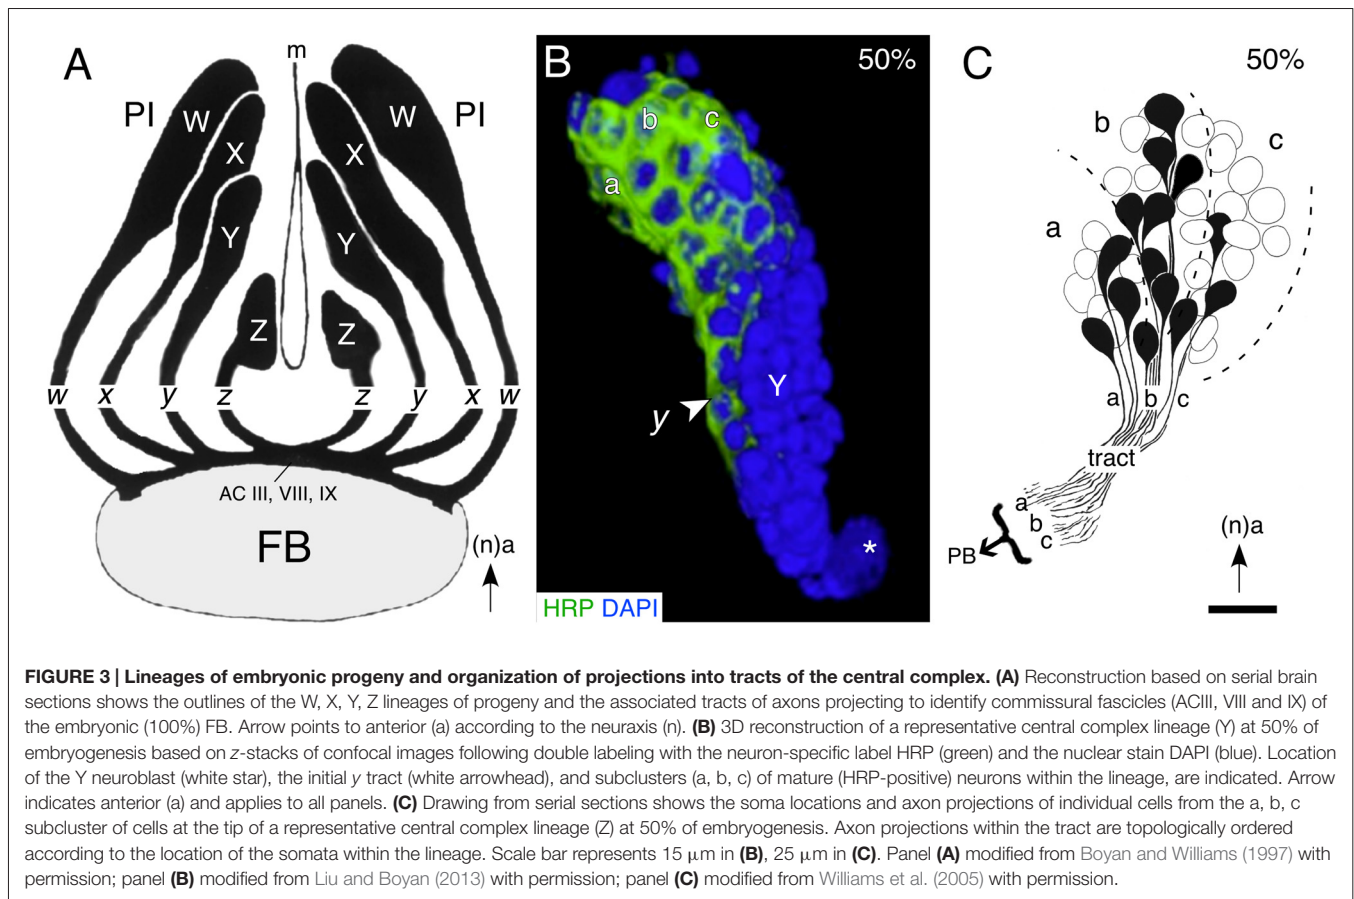 A
m
PI
W
W
PI
X
X
Y
Y
Z
Z
w x y z z y x w
AC III, VIII, IX
FB
(n)a
B
50%
b
c
a
Y
y
*
HRP DAPI
C
50%
b
c
a
a b c
tract
a
b
c
PB
(n)a
FIGURE 3 | Lineages of embryonic progeny and organization of projections into tracts of the central complex. (A) Reconstruction based on serial brain
sections shows the outlines of the W, X, Y, Z lineages of progeny and the associated tracts of axons projecting to identify commissural fascicles (ACIII, VIII and IX) of
the embryonic (100%) FB. Arrow points to anterior (a) according to the neuraxis (n). (B) 3D reconstruction of a representative central complex lineage (Y) at 50% of
embryogenesis based on z-stacks of confocal images following double labeling with the neuron-specific label HRP (green) and the nuclear stain DAPI (blue). Location
of the Y neuroblast (white star), the initial y tract (white arrowhead), and subclusters (a, b, c) of mature (HRP-positive) neurons within the lineage, are indicated. Arrow
indicates anterior (a) and applies to all panels. (C) Drawing from serial sections shows the soma locations and axon projections of individual cells from the a, b, c
subcluster of cells at the tip of a representative central complex lineage (Z) at 50% of embryogenesis. Axon projections within the tract are topologically ordered
according to the location of the somata within the lineage. Scale bar represents 15 μm in (B), 25 μm in (C). Panel (A) modified from Boyan and Williams (1997) with
permission; panel (B) modified from Liu and Boyan (2013) with permission; panel (C) modified from Williams et al. (2005) with permission.